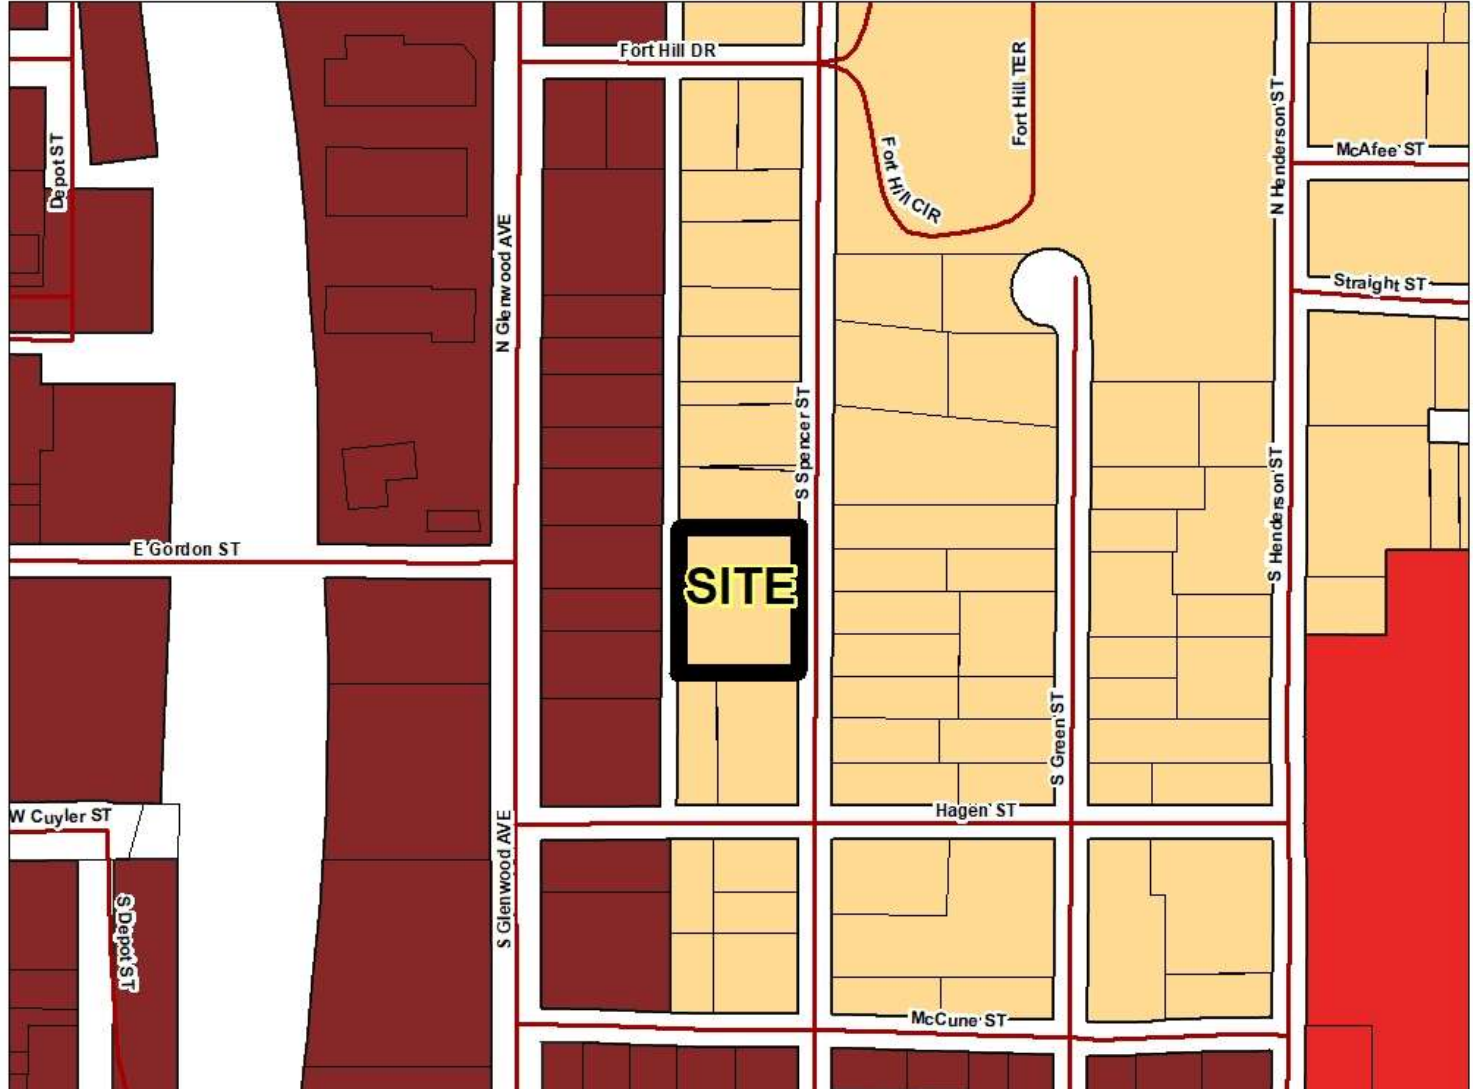 Fort Hill DR
Fort Hill TER
Depot ST
N Henderson ST
McAfee ST
Fort Hill CIR
N Glenwood AVE
Straight ST
S Spencer ST
S Henderson ST
E Gordon ST
SITE
S Green ST
W Cuyler ST
Hagen ST
S Glenwood AVE
S Depot ST
McCune ST